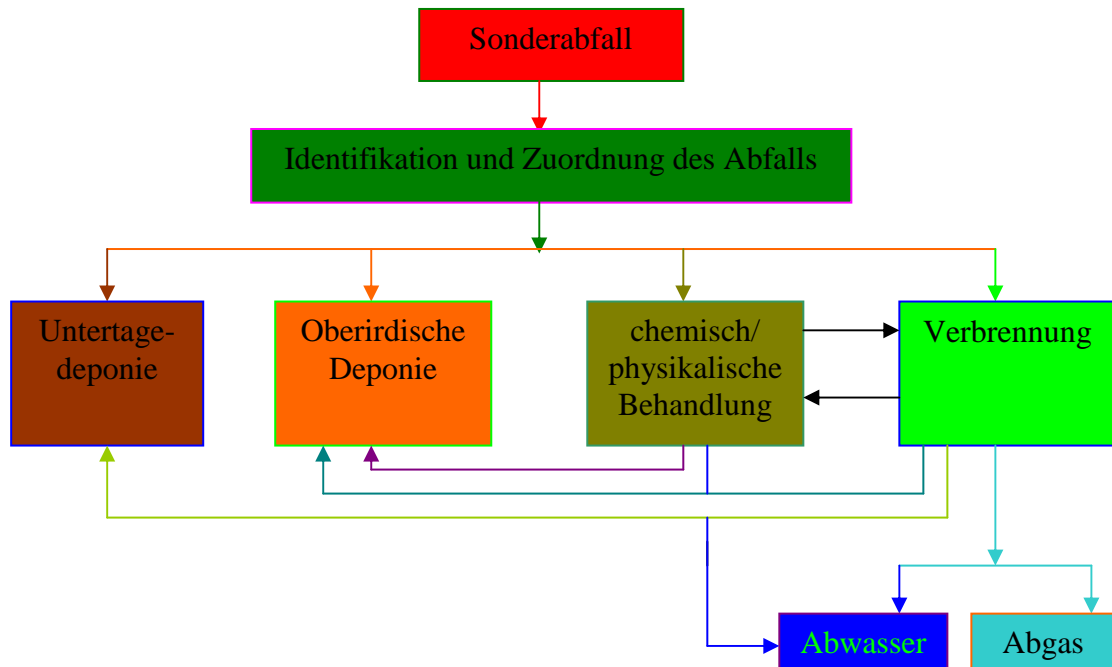 Sonderabfall
Identifikation und Zuordnung des Abfalls
Untertage-
deponie
Oberirdische
Deponie
chemisch/
physikalische
Behandlung
Verbrennung
Abwasser
Abgas